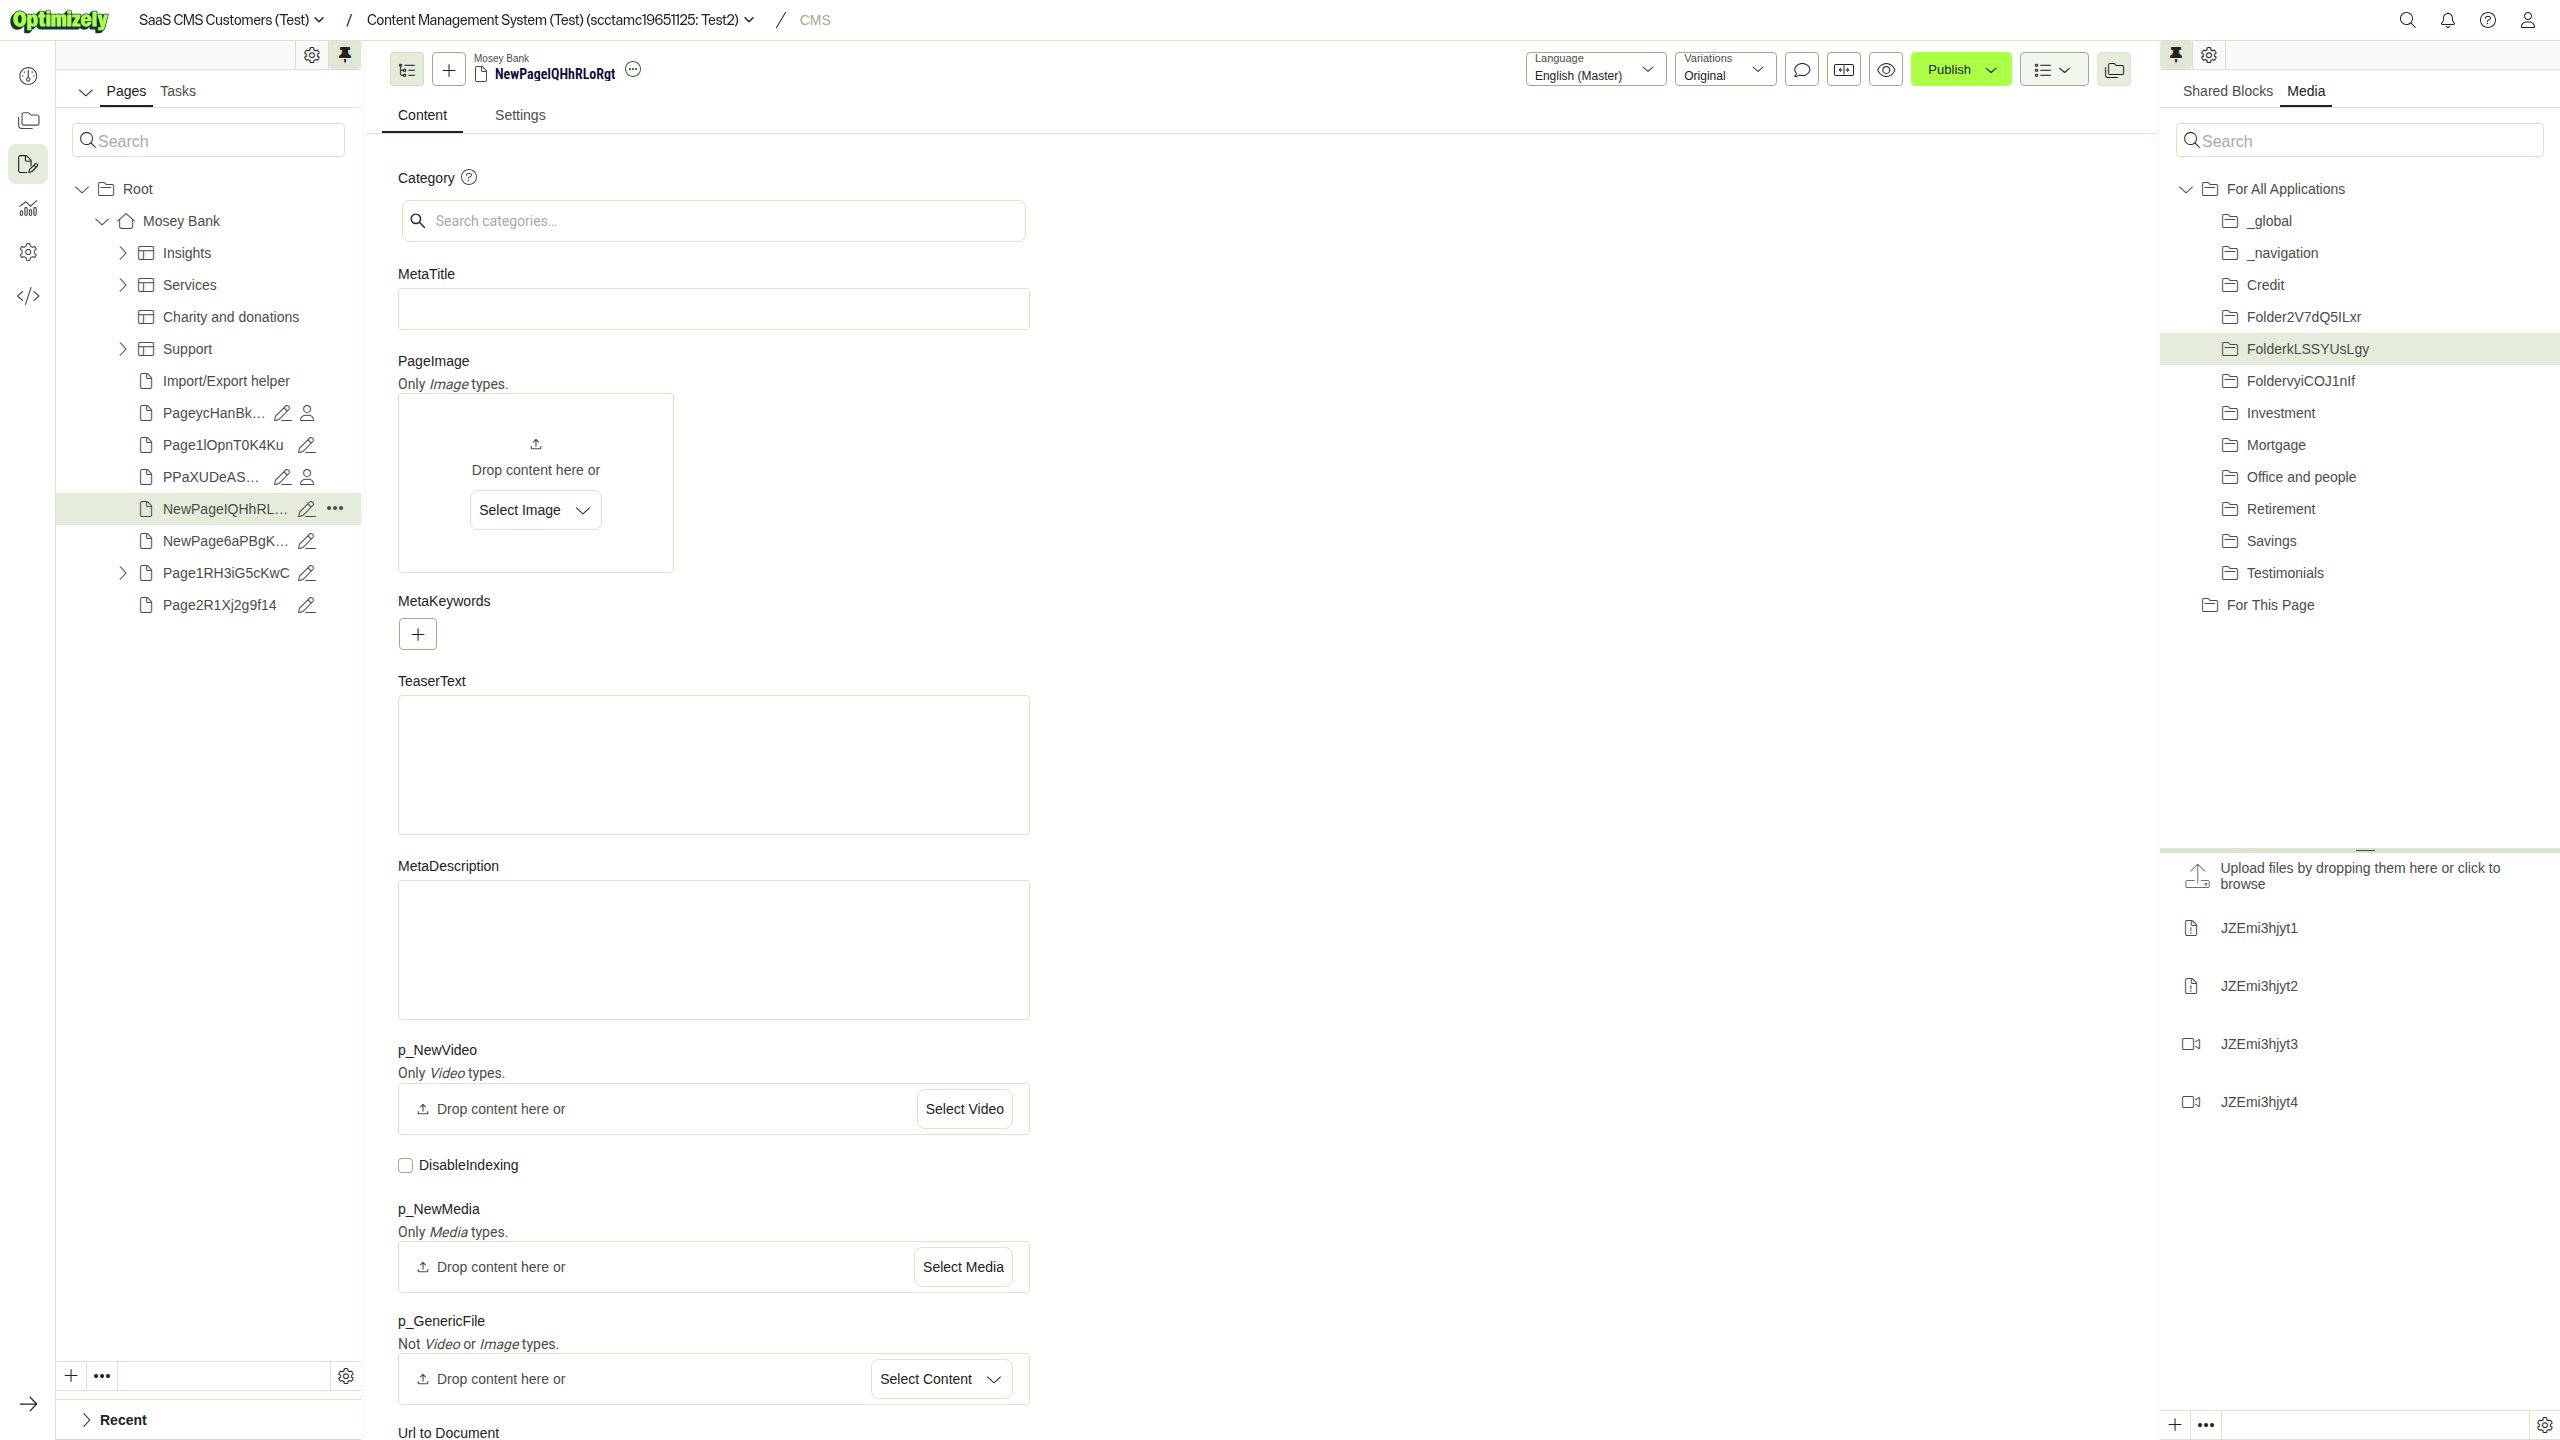 Optimizely
SaaS CMS Customers (Test) / Content Management System (Test) (scctamc19651125: Test2) / CMS
Pages Tasks
Search
Root
Mosey Bank
Insights
Services
Charity and donations
Support
Import/Export helper
PageycHanBk...
Page1lOpnT0K4Ku
PPaXUDeAS...
NewPageIQHhRL...
NewPage6aPBgK...
Page1RH3iG5cKwC
Page2R1Xj2g9f14
Recent
Mosey Bank
NewPageIQHhRLoRgt
Language
English (Master)
Variations
Original
Publish
Content Settings
Category
Search categories...
MetaTitle
PageImage
Only Image types.
Drop content here or
Select Image
MetaKeywords
TeaserText
MetaDescription
p_NewVideo
Only Video types.
Drop content here or Select Video
DisableIndexing
p_NewMedia
Only Media types.
Drop content here or Select Media
p_GenericFile
Not Video or Image types.
Drop content here or Select Content
Url to Document
Shared Blocks Media
Search
For All Applications
_global
_navigation
Credit
Folder2V7dQ5ILxr
FolderkLSSYUsLgy
FoldervyiCOJ1nIf
Investment
Mortgage
Office and people
Retirement
Savings
Testimonials
For This Page
Upload files by dropping them here or click to
browse
JZEmi3hjyt1
JZEmi3hjyt2
JZEmi3hjyt3
JZEmi3hjyt4